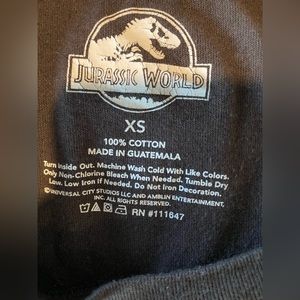 JURASSIC WORLD
XS
100% COTTON
MADE IN GUATEMALA
Turn Inside Out. Machine Wash Cold With Like Colors.
Only Non-Chlorine Bleach When Needed. Tumble Dry
Low. Low Iron If Needed. Do Not Iron Decoration.
©UNIVERSAL CITY STUDIOS LLC AND AMBLIN ENTERTAINMENT,
INC. ALL RIGHTS RESERVED.
RN #111647